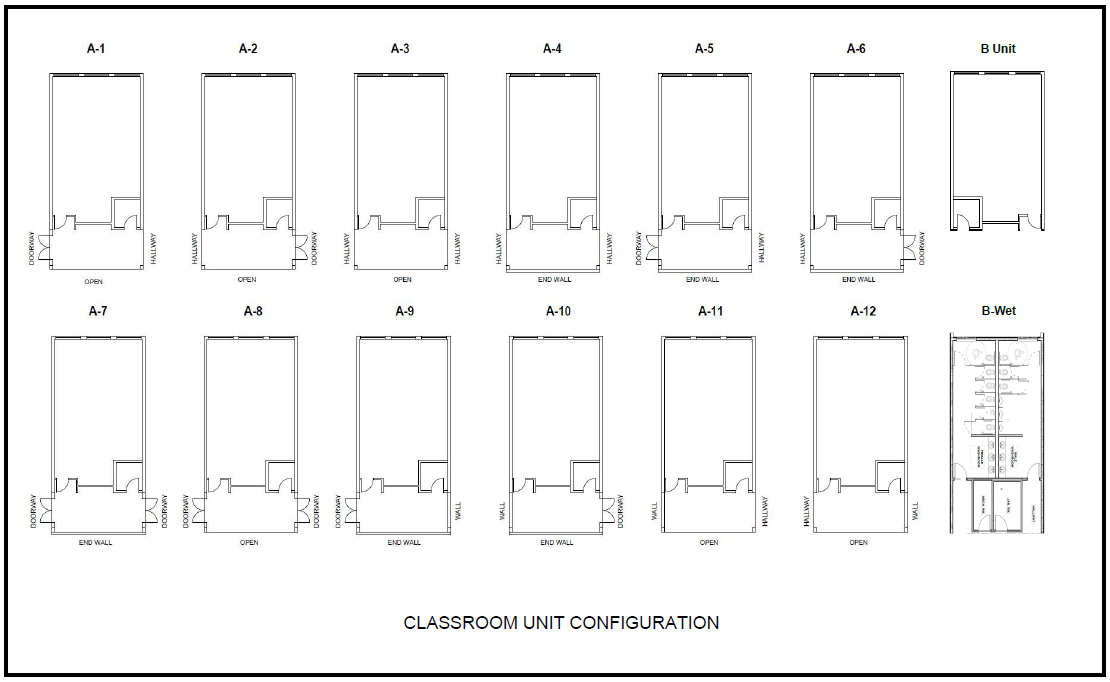 A-1 A-2 A-3 A-4 A-5 A-6 B Unit
DOORWAY HALLWAY HALLWAY DOORWAY HALLWAY HALLWAY HALLWAY HALLWAY DOORWAY HALLWAY HALLWAY DOORWAY
OPEN OPEN OPEN END WALL END WALL END WALL
A-7 A-8 A-9 A-10 A-11 A-12 B-Wet
DOORWAY DOORWAY DOORWAY DOORWAY DOORWAY WALL WALL DOORWAY WALL HALLWAY HALLWAY WALL
END WALL OPEN END WALL END WALL OPEN OPEN
CLASSROOM UNIT CONFIGURATION